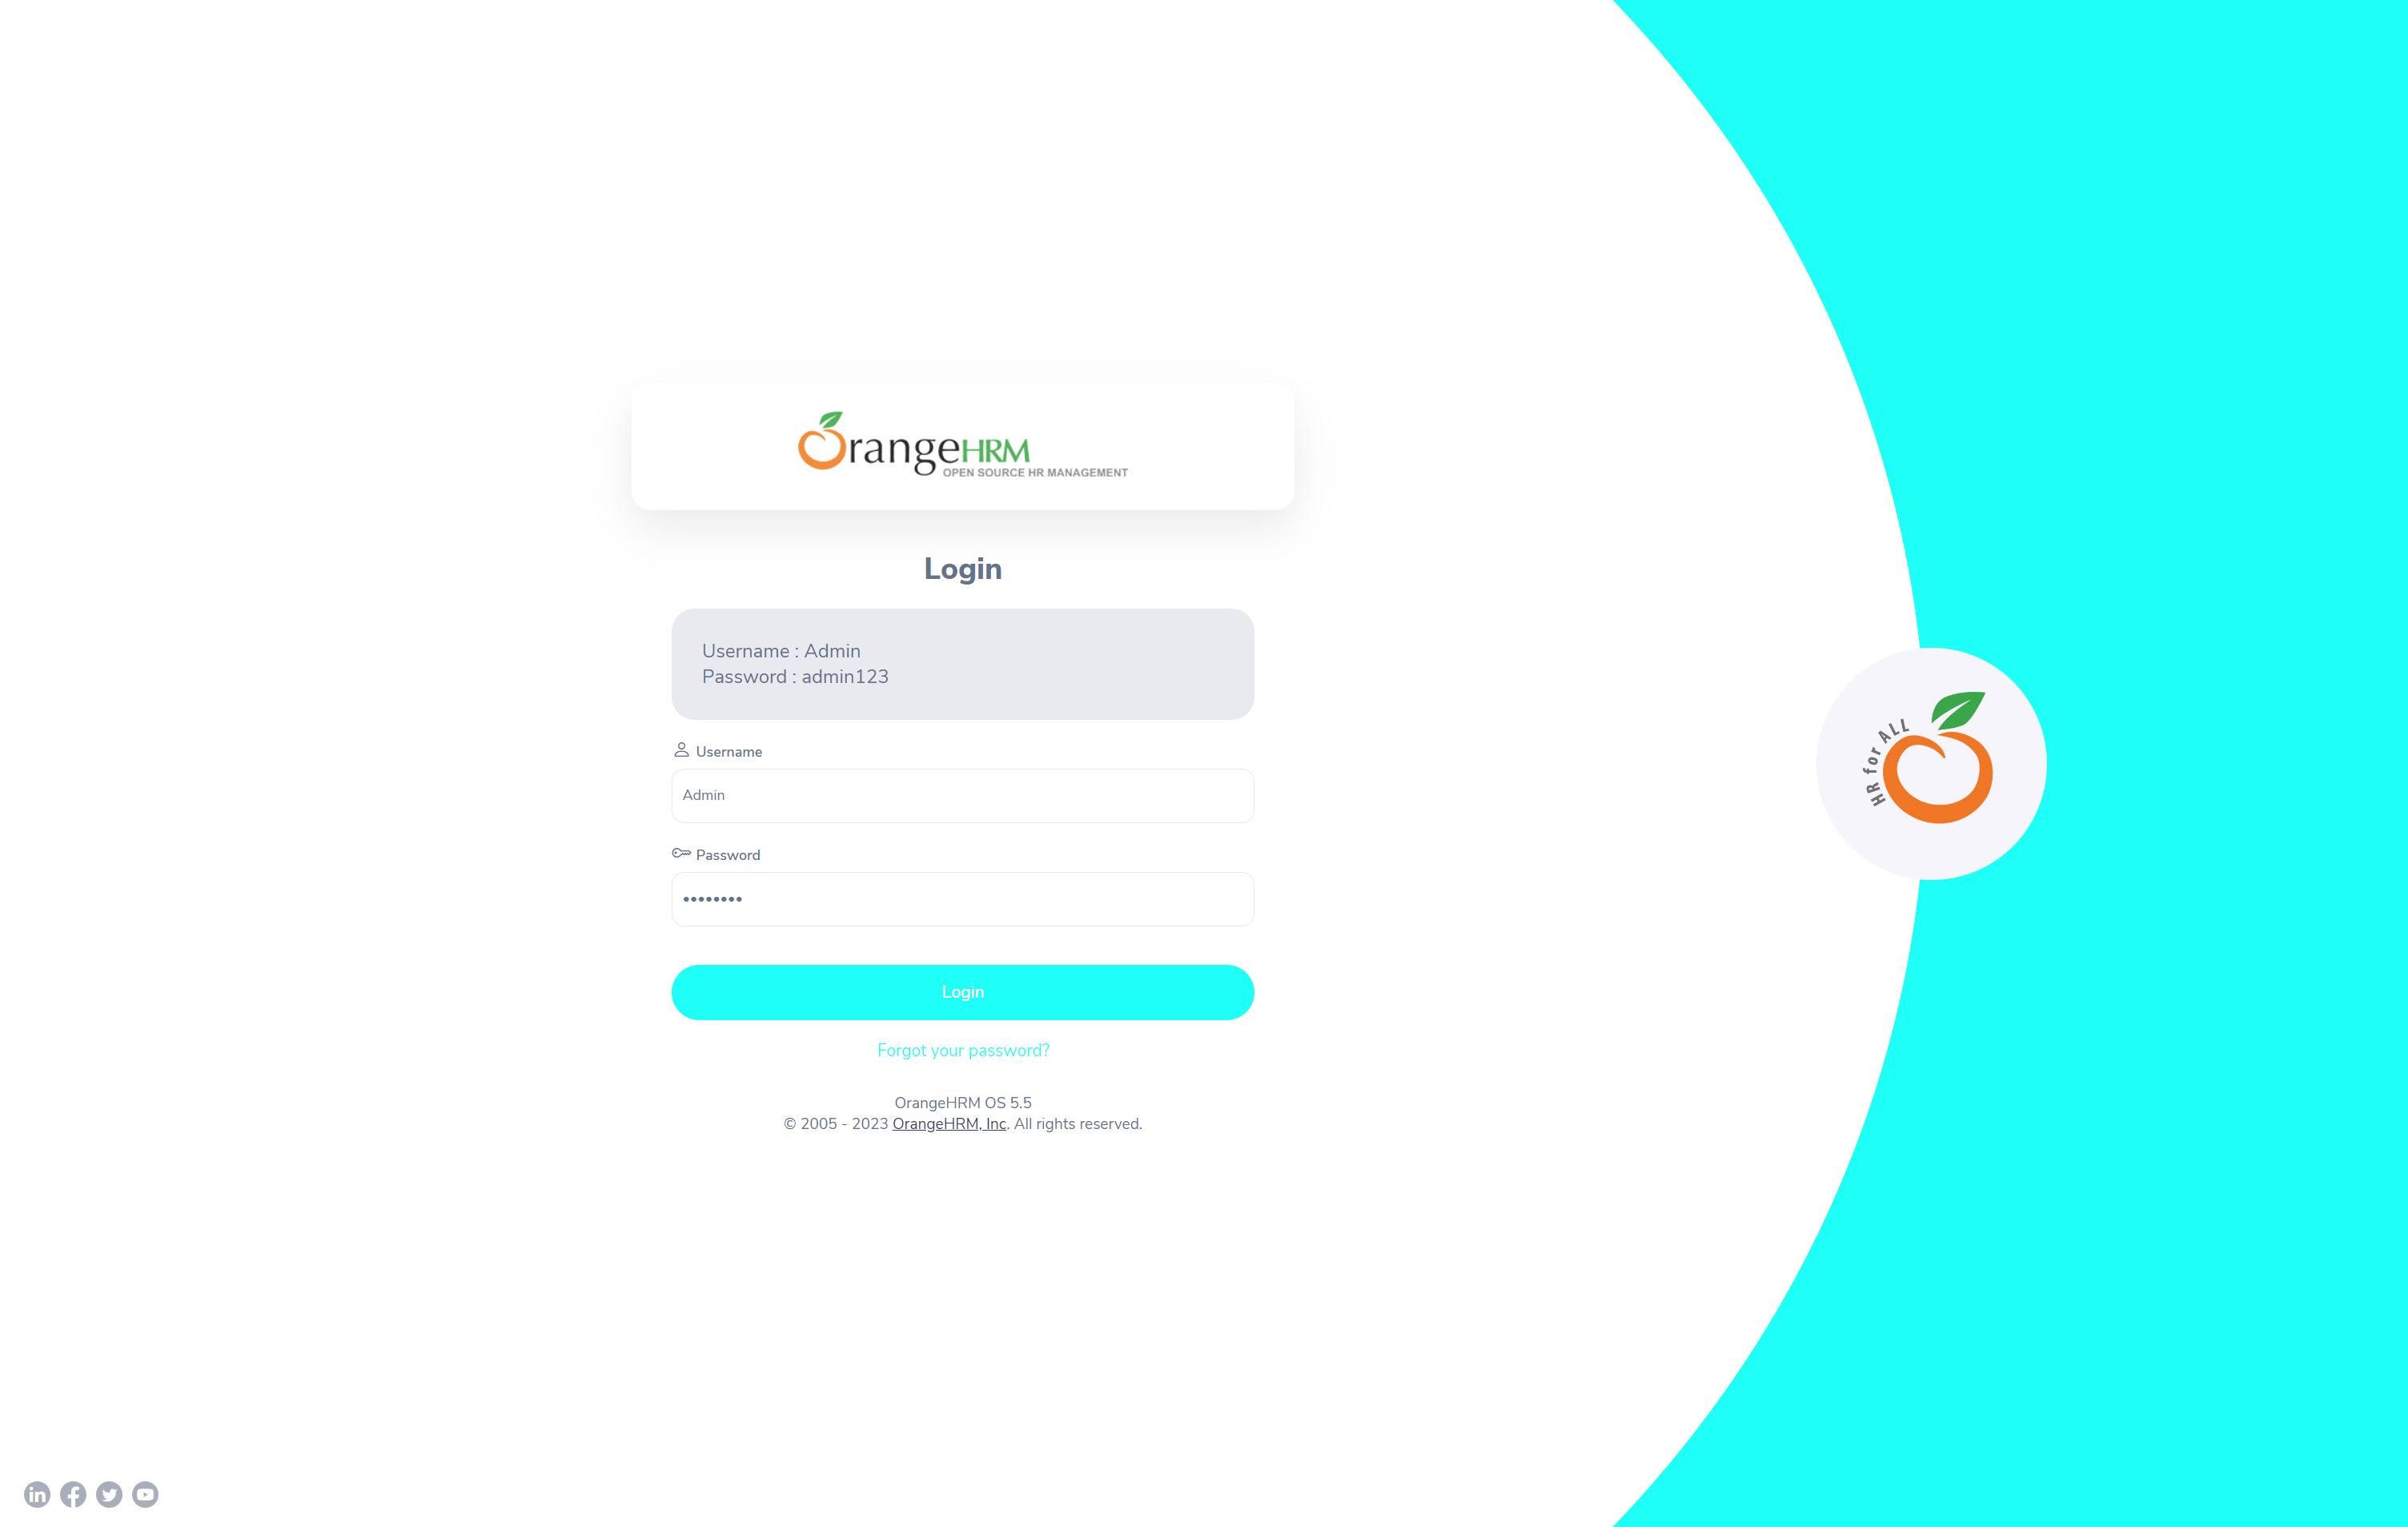 OrangeHRM
OPEN SOURCE HR MANAGEMENT
Login
Username : Admin
Password : admin123
Username
Admin
Password
••••••••
Login
Forgot your password?
OrangeHRM OS 5.5
© 2005 - 2023 OrangeHRM, Inc. All rights reserved.
HR for ALL
in